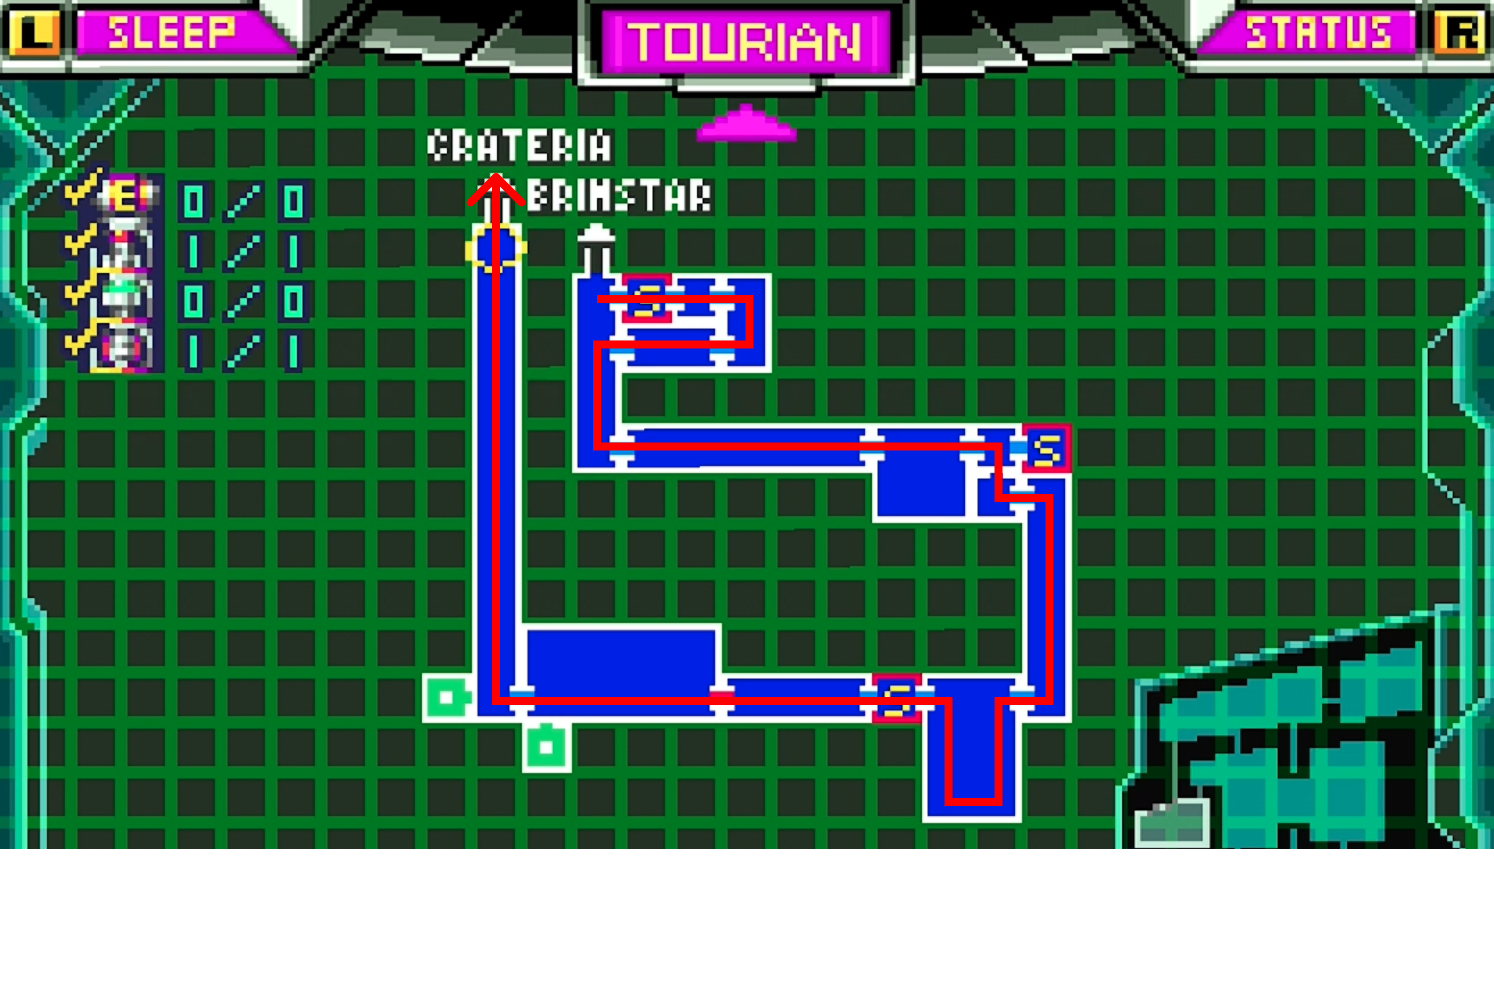 L SLEEP TOURIAN STATUS R
CRATERIA
BRINSTAR
E 0/0
1/1
0/0
1/1
S
S
S